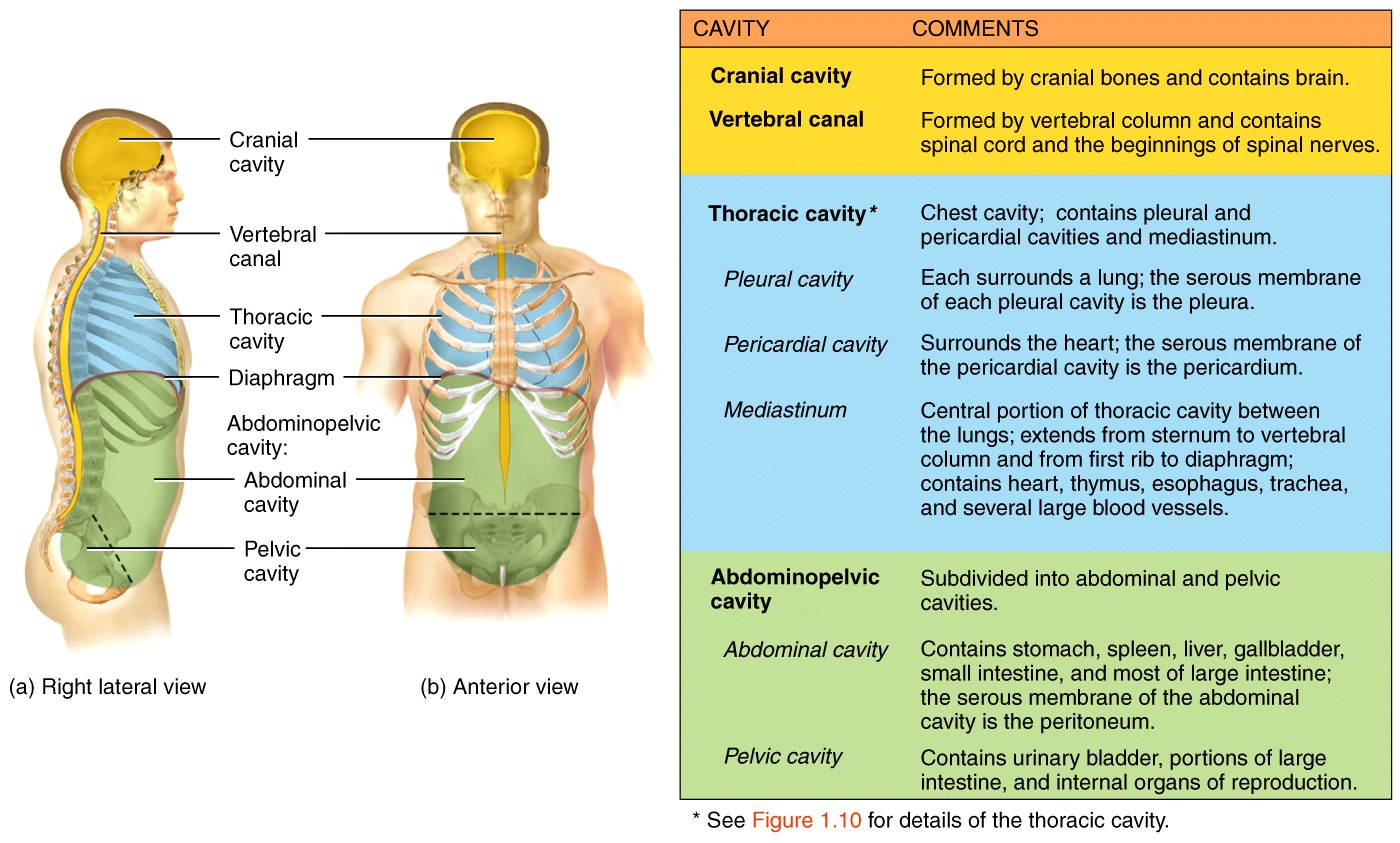 Cranial
cavity
Vertebral
canal
Thoracic
cavity
Diaphragm
Abdominopelvic
cavity:
Abdominal
cavity
Pelvic
cavity
(a) Right lateral view
(b) Anterior view
CAVITY COMMENTS
Cranial cavity Formed by cranial bones and contains brain.
Vertebral canal Formed by vertebral column and contains
spinal cord and the beginnings of spinal nerves.
Thoracic cavity* Chest cavity; contains pleural and
pericardial cavities and mediastinum.
Pleural cavity Each surrounds a lung; the serous membrane
of each pleural cavity is the pleura.
Pericardial cavity Surrounds the heart; the serous membrane of
the pericardial cavity is the pericardium.
Mediastinum Central portion of thoracic cavity between
the lungs; extends from sternum to vertebral
column and from first rib to diaphragm;
contains heart, thymus, esophagus, trachea,
and several large blood vessels.
Abdominopelvic Subdivided into abdominal and pelvic
cavity cavities.
Abdominal cavity Contains stomach, spleen, liver, gallbladder,
small intestine, and most of large intestine;
the serous membrane of the abdominal
cavity is the peritoneum.
Pelvic cavity Contains urinary bladder, portions of large
intestine, and internal organs of reproduction.
* See Figure 1.10 for details of the thoracic cavity.